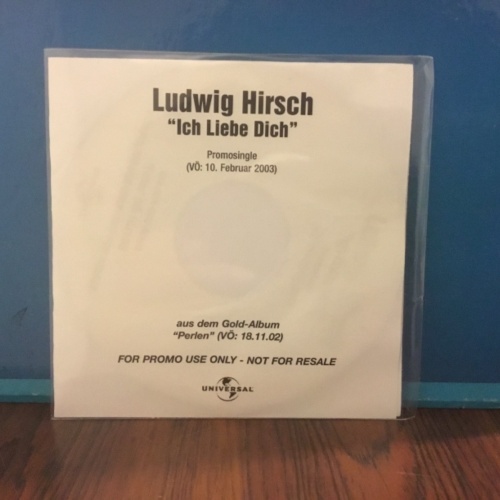 Ludwig Hirsch
“Ich Liebe Dich”
Promosingle
(VÖ: 10. Februar 2003)
aus dem Gold-Album
“Perlen” (VÖ: 18.11.02)
FOR PROMO USE ONLY - NOT FOR RESALE
UNIVERSAL